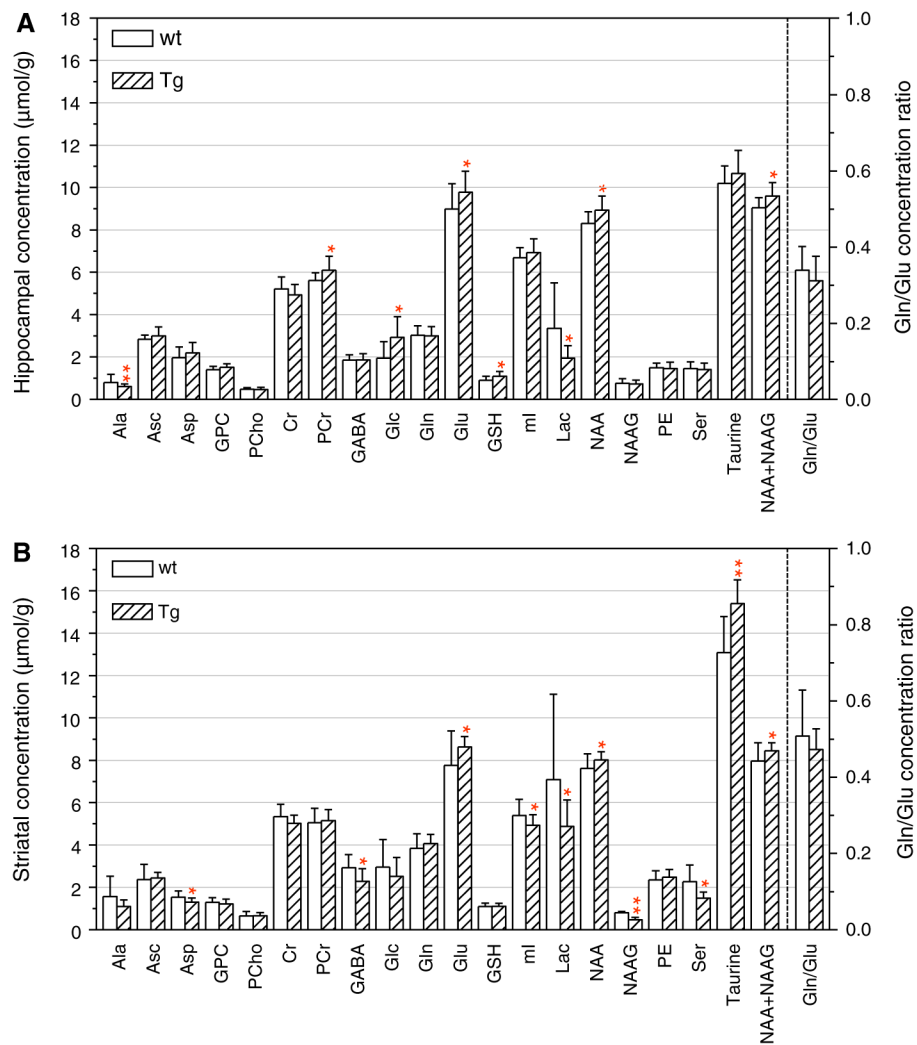 A
wt
Tg
Hippocampal concentration (µmol/g)
18
16
14
12
10
8
6
4
2
0
1.0
0.8
0.6
0.4
0.2
0.0
Gln/Glu concentration ratio
** * * * * * * *
Ala Asc Asp GPC PCho Cr PCr GABA Glc Gln Glu GSH mI Lac NAA NAAG PE Ser Taurine NAA+NAAG Gln/Glu
B
wt
Tg
Striatal concentration (µmol/g)
18
16
14
12
10
8
6
4
2
0
1.0
0.8
0.6
0.4
0.2
0.0
Gln/Glu concentration ratio
* * * * * * ** * ** *
Ala Asc Asp GPC PCho Cr PCr GABA Glc Gln Glu GSH mI Lac NAA NAAG PE Ser Taurine NAA+NAAG Gln/Glu